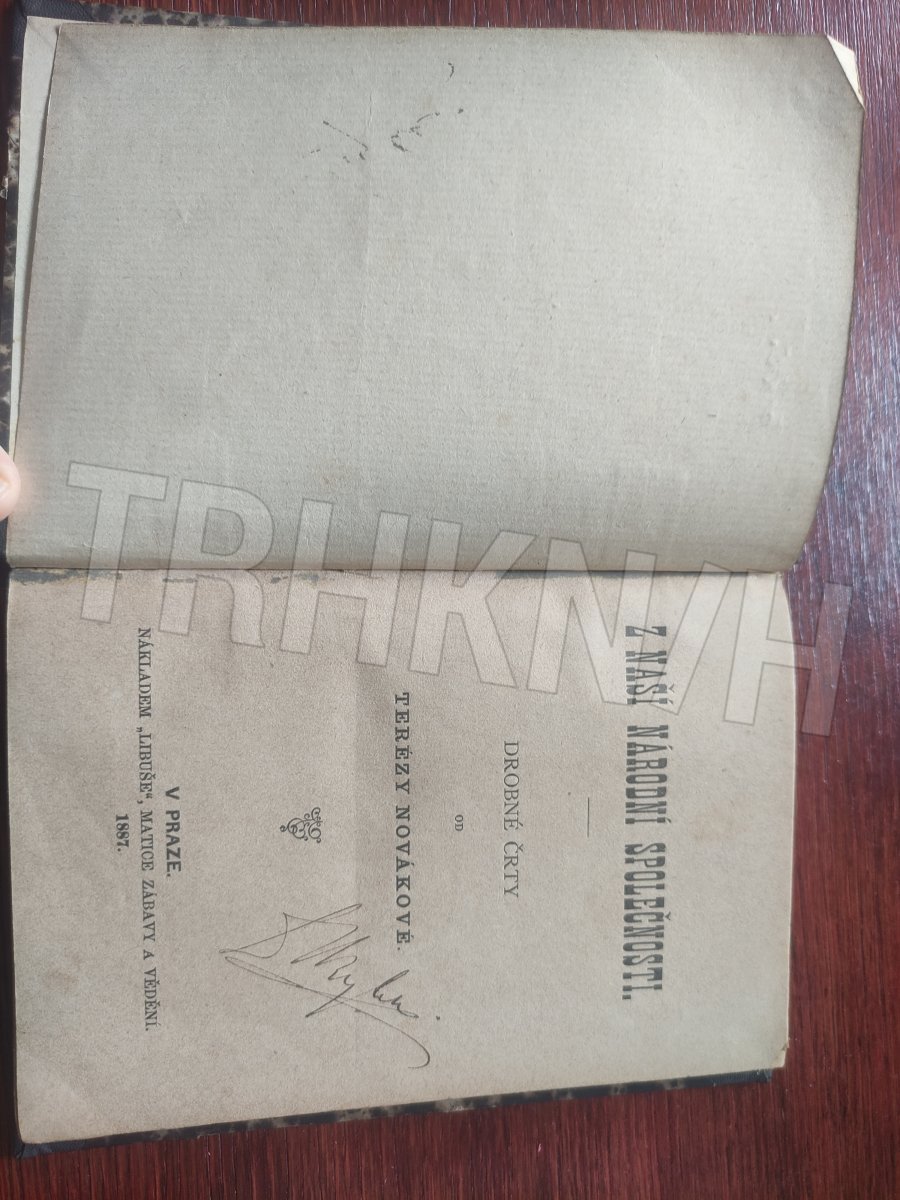 Z NAŠÍ NÁRODNÍ SPOLEČNOSTI.
DROBNÉ ČRTY
OD
TERÉZY NOVÁKOVÉ.
V PRAZE.
NÁKLADEM „LIBUŠE“, MATICE ZÁBAVY A VĚDĚNÍ.
1887.
TRHKNIH